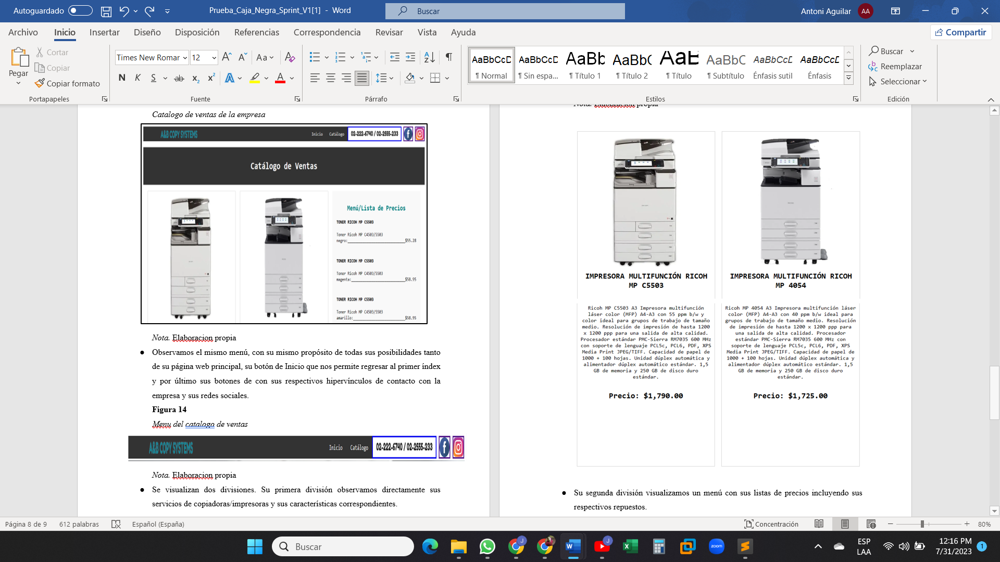 Autoguardado
Prueba_Caja_Negra_Sprint_V1[1] - Word
Buscar
Antoni Aguilar
AA
Archivo
Inicio
Insertar
Diseño
Disposición
Referencias
Correspondencia
Revisar
Vista
Ayuda
Compartir
Pegar
Cortar
Copiar
Copiar formato
Portapapeles
Times New Romar
12
Fuente
Párrafo
AaBbCcD
¶ Normal
AaBbCcD
¶ Sin espa...
AaBb
¶ Título 1
AaBbC
¶ Título 2
AaB
¶ Título
AaBbC
¶ Subtítulo
AaBbCcD
Énfasis sutil
AaBbCcD
Énfasis
Estilos
Buscar
Reemplazar
Seleccionar
Edición
Catalogo de ventas de la empresa
A&B COPY SYSTEMS
Inicio
Catálogo
02-222-6740 / 02-2555-233
Catálogo de Ventas
Menú/Lista de Precios
TONER RICOH MP C5503
Toner Ricoh MP C4503/5503
negro:$55.28
TONER RICOH MP C5503
Toner Ricoh MP C4503/5503
magenta:$58.95
TONER RICOH MP C5503
Toner Ricoh MP C4503/5503
amarillo:$58.95
Nota. Elaboracion propia
● Observamos el mismo menú, con su mismo propósito de todas sus posibilidades tanto
de su página web principal, su botón de Inicio que nos permite regresar al primer índex
y por último sus botones de con sus respectivos hipervínculos de contacto con la
empresa y sus redes sociales.
Figura 14
Menu del catalogo de ventas
A&B COPY SYSTEMS
Inicio
Catálogo
02-222-6740 / 02-2555-233
Nota. Elaboracion propia
● Se visualizan dos divisiones. Su primera división observamos directamente sus
servicios de copiadoras/impresoras y sus características correspondientes.
Nota. Elaboracion propia
IMPRESORA MULTIFUNCIÓN RICOH
MP C5503
Ricoh MP C5503 A3 Impresora multifunción
láser color (MFP) A4-A3 con 55 ppm b/w y
color ideal para grupos de trabajo de tamaño
medio. Resolución de impresión de hasta 1200
x 1200 ppp para una salida de alta calidad.
Procesador estándar PMC-Sierra RM7035 600 MHz
con soporte de lenguaje PCL5c, PCL6, PDF, XPS
Media Print JPEG/TIFF. Capacidad de papel de
1000 + 100 hojas. Unidad dúplex automática y
alimentador dúplex automático estándar. 1,5
GB de memoria y 250 GB de disco duro
estándar.
Precio: $1,790.00
IMPRESORA MULTIFUNCIÓN RICOH
MP 4054
Ricoh MP 4054 A3 Impresora multifunción láser
color (MFP) A4-A3 con 40 ppm b/w ideal para
grupos de trabajo de tamaño medio. Resolución
de impresión de hasta 1200 x 1200 ppp para
una salida de alta calidad. Procesador
estándar PMC-Sierra RM7035 600 MHz con
soporte de lenguaje PCL5c, PCL6, PDF, XPS
Media Print JPEG/TIFF. Capacidad de papel de
1000 + 100 hojas. Unidad dúplex automática y
alimentador dúplex automático estándar. 1,5
GB de memoria y 250 GB de disco duro
estándar.
Precio: $1,725.00
● Su segunda división visualizamos un menú con sus listas de precios incluyendo sus
respectivos repuestos.
Página 8 de 9
612 palabras
Español (España)
Concentración
80%
Buscar
zoom
ESP
LAA
12:16 PM
7/31/2023
1